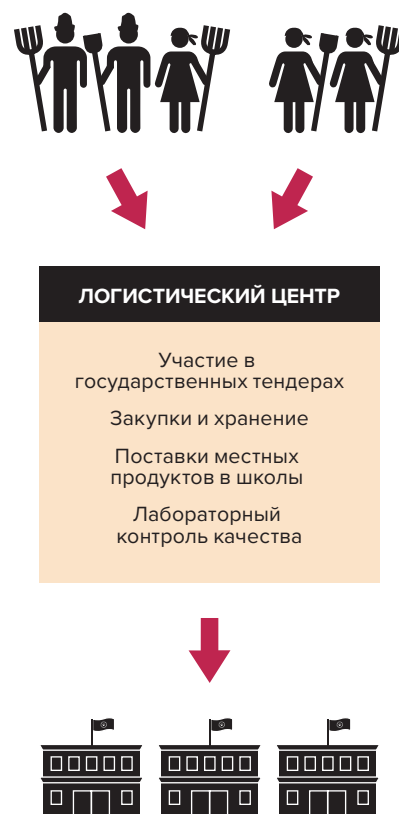 ЛОГИСТИЧЕСКИЙ ЦЕНТР
Участие в
государственных тендерах
Закупки и хранение
Поставки местных
продуктов в школы
Лабораторный
контроль качества